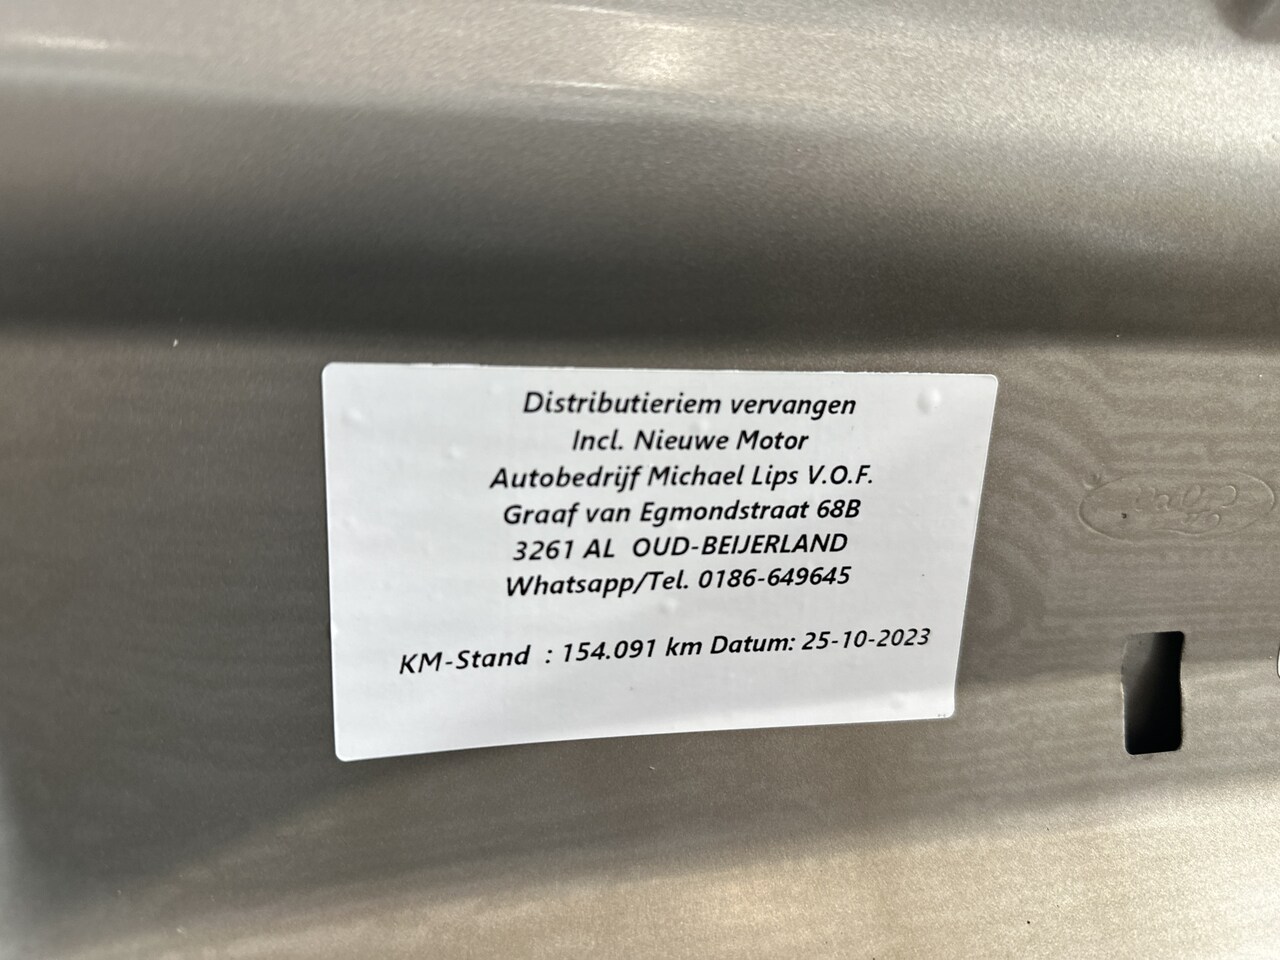 Distributieriem vervangen
Incl. Nieuwe Motor
Autobedrijf Michael Lips V.O.F.
Graaf van Egmondstraat 68B
3261 AL OUD-BEIJERLAND
Whatsapp/Tel. 0186-649645
KM-Stand : 154.091 km Datum: 25-10-2023
Ford